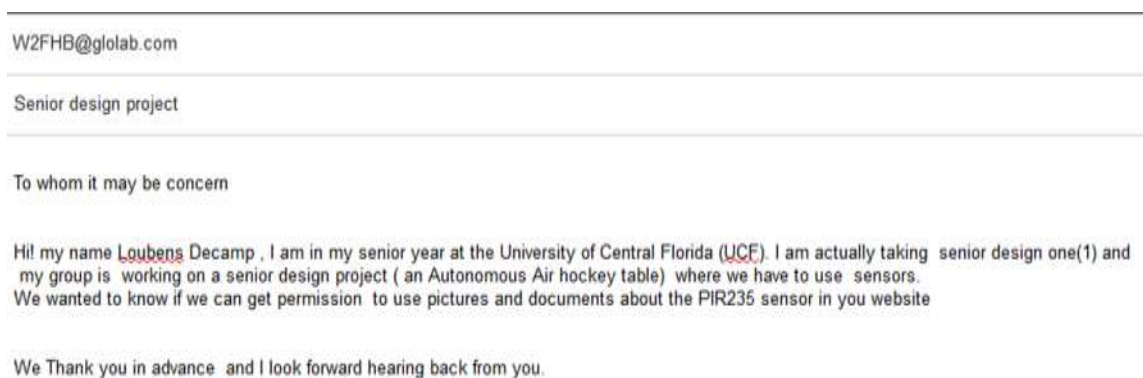 W2FHB@glolab.com
Senior design project
To whom it may be concern
Hi! my name Loubens Decamp , I am in my senior year at the University of Central Florida (UCF). I am actually taking senior design one(1) and
my group is working on a senior design project ( an Autonomous Air hockey table) where we have to use sensors.
We wanted to know if we can get permission to use pictures and documents about the PIR235 sensor in you website
We Thank you in advance and I look forward hearing back from you.